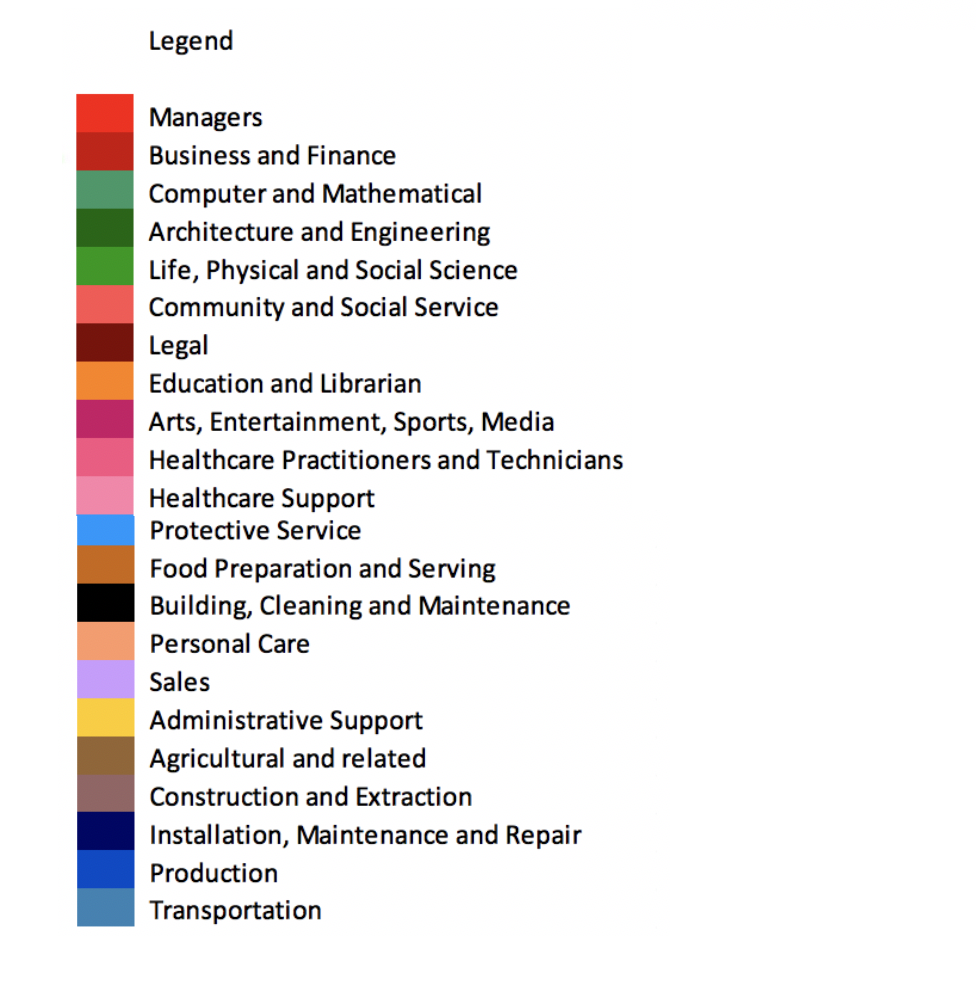 Legend
Managers
Business and Finance
Computer and Mathematical
Architecture and Engineering
Life, Physical and Social Science
Community and Social Service
Legal
Education and Librarian
Arts, Entertainment, Sports, Media
Healthcare Practitioners and Technicians
Healthcare Support
Protective Service
Food Preparation and Serving
Building, Cleaning and Maintenance
Personal Care
Sales
Administrative Support
Agricultural and related
Construction and Extraction
Installation, Maintenance and Repair
Production
Transportation